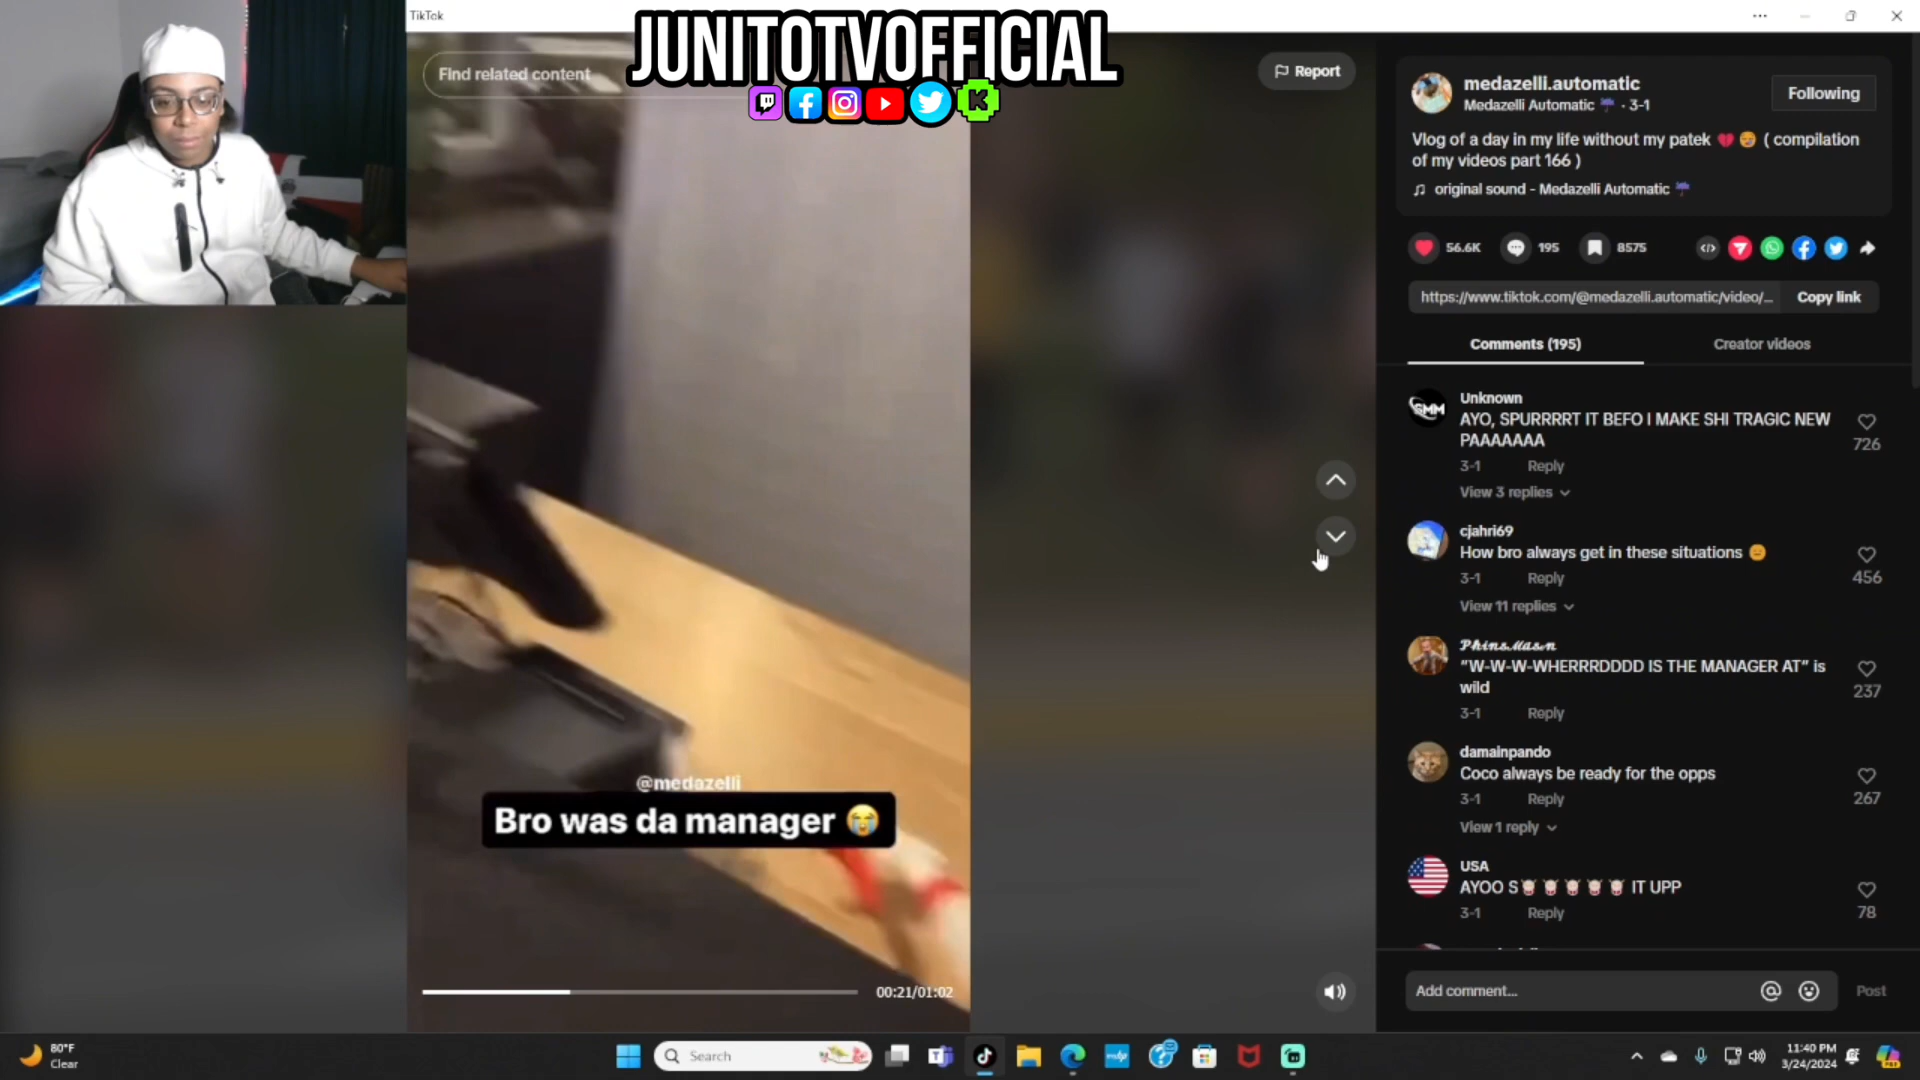 TikTok
JUNITOTVOFFICIAL
Find related content
Report
@medazelli
Bro was da manager 😭
00:21/01:02
medazelli.automatic
Medazelli Automatic ☔ · 3-1
Following
Vlog of a day in my life without my patek 💔 😔 ( compilation
of my videos part 166 )
original sound - Medazelli Automatic ☔
56.6K 195 8575
https://www.tiktok.com/@medazelli.automatic/video/... Copy link
Comments (195) Creator videos
SMM
Unknown
AYO, SPURRRRT IT BEFO I MAKE SHI TRAGIC NEW
PAAAAAAA
726
3-1 Reply
View 3 replies
cjahri69
How bro always get in these situations 😑
456
3-1 Reply
View 11 replies
𝓟𝓱𝓲𝓷𝓼.𝓜𝓪𝓼𝓸𝓷
“W-W-W-WHERRRDDDD IS THE MANAGER AT” is
wild
237
3-1 Reply
damainpando
Coco always be ready for the opps
267
3-1 Reply
View 1 reply
USA
AYOO S🐮🐮🐮🐮🐮 IT UPP
78
3-1 Reply
Add comment... Post
80°F
Clear
Search
11:40 PM
3/24/2024